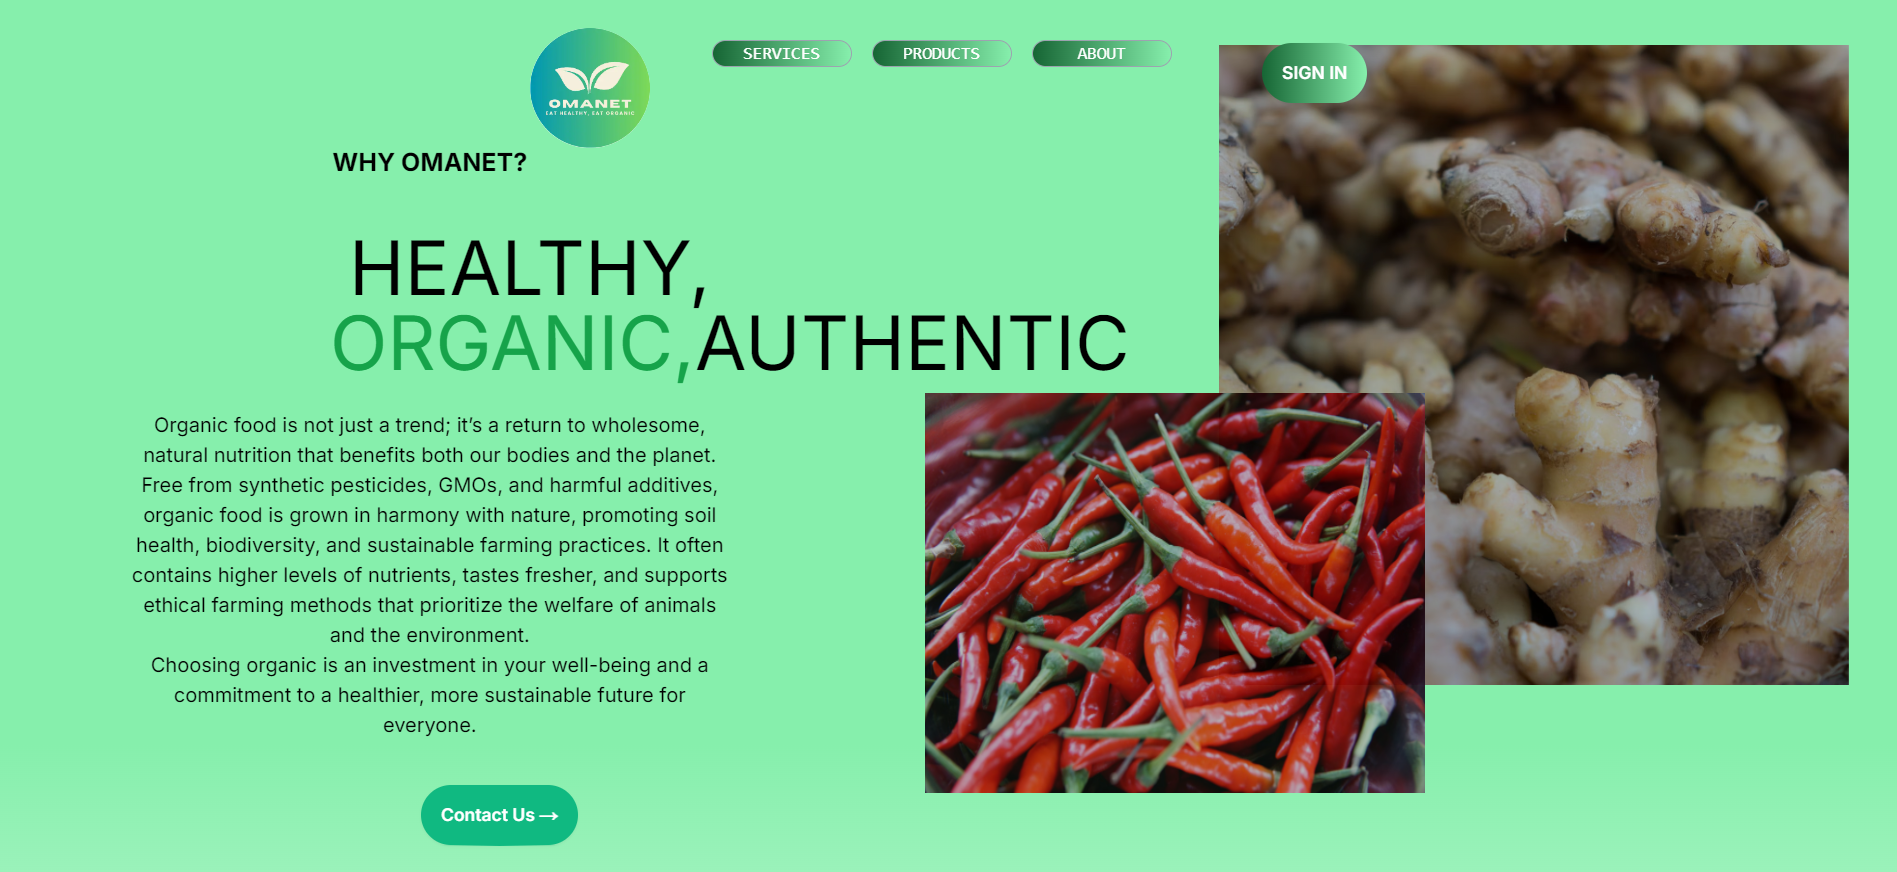 SERVICES
PRODUCTS
ABOUT
SIGN IN
OMANET
EAT HEALTHY, EAT ORGANIC
WHY OMANET?
HEALTHY,
ORGANIC,AUTHENTIC
Organic food is not just a trend; it’s a return to wholesome,
natural nutrition that benefits both our bodies and the planet.
Free from synthetic pesticides, GMOs, and harmful additives,
organic food is grown in harmony with nature, promoting soil
health, biodiversity, and sustainable farming practices. It often
contains higher levels of nutrients, tastes fresher, and supports
ethical farming methods that prioritize the welfare of animals
and the environment.
Choosing organic is an investment in your well-being and a
commitment to a healthier, more sustainable future for
everyone.
Contact Us →